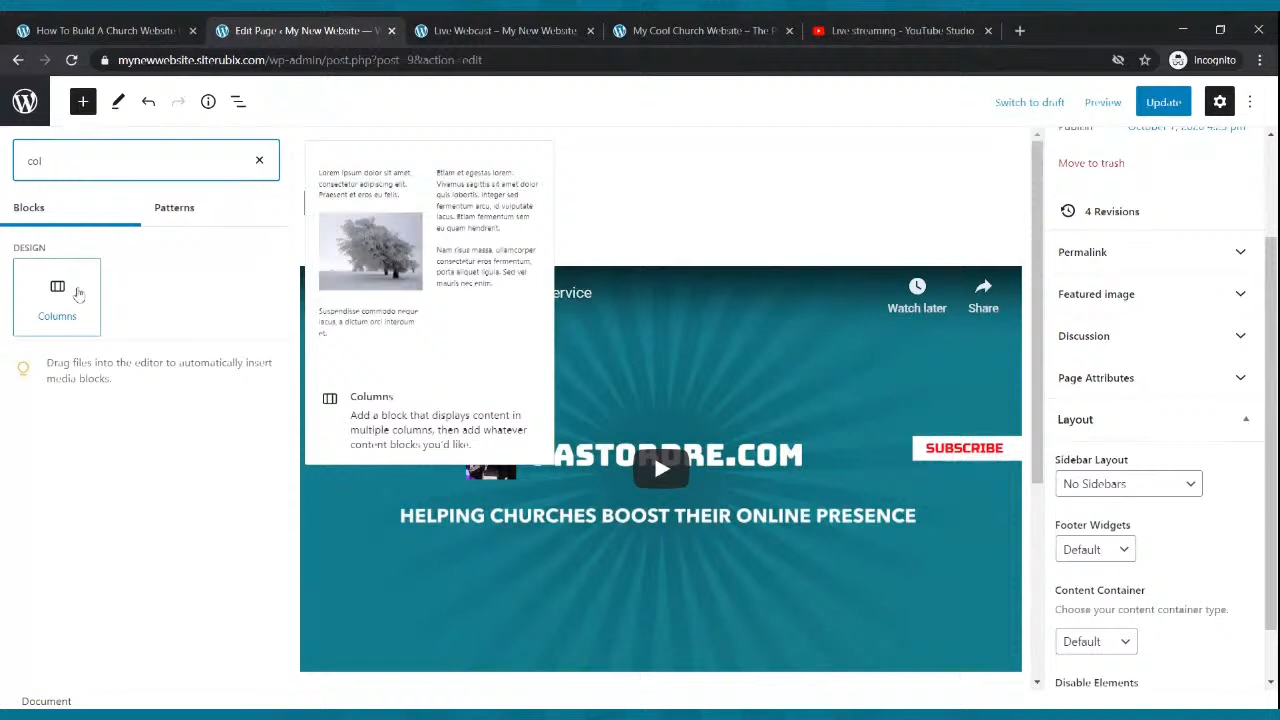 How To Build A Church Website
Edit Page ‹ My New Website —
Live Webcast – My New Website
My Cool Church Website – The P
Live streaming - YouTube Studio
mynewwebsite.siterubix.com/wp-admin/post.php?post=9&action=edit
Incognito
Switch to draft
Preview
Update
col
Blocks
Patterns
DESIGN
Columns
Drag files into the editor to automatically insert
media blocks.
Lorem ipsum dolor sit amet,
consectetur adipiscing elit.
Praesent et eros eu felis.
Suspendisse commodo neque
lacus, a dictum orci interdum
et.
Etiam et egestas lorem.
Vivamus sagittis sit amet
dolor quis lobortis. Integer sed
fermentum arcu, id vulputate
lacus. Etiam fermentum sem
eu quam hendrerit.
Nam risus massa, ullamcorper
consectetur eros fermentum,
porta aliquet ligula. Sed vel
mauris nec enim.
Columns
Add a block that displays content in
multiple columns, then add whatever
content blocks you'd like.
ervice
Watch later
Share
ASTORDRE.COM
SUBSCRIBE
HELPING CHURCHES BOOST THEIR ONLINE PRESENCE
Publish
October 7, 2020 4:25 pm
Move to trash
4 Revisions
Permalink
Featured image
Discussion
Page Attributes
Layout
Sidebar Layout
No Sidebars
Footer Widgets
Default
Content Container
Choose your content container type.
Default
Disable Elements
Document